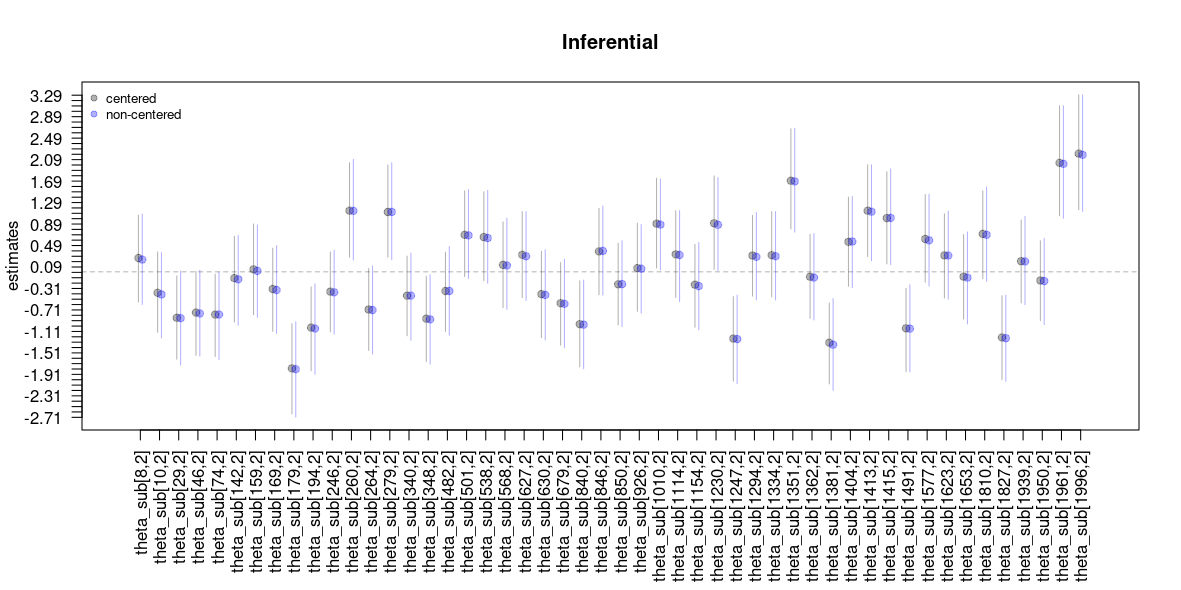 Inferential
centered
non-centered
estimates
3.29
2.89
2.49
2.09
1.69
1.29
0.89
0.49
0.09
-0.31
-0.71
-1.11
-1.51
-1.91
-2.31
-2.71
theta_sub[8,2]
theta_sub[10,2]
theta_sub[29,2]
theta_sub[46,2]
theta_sub[74,2]
theta_sub[142,2]
theta_sub[159,2]
theta_sub[169,2]
theta_sub[179,2]
theta_sub[194,2]
theta_sub[246,2]
theta_sub[260,2]
theta_sub[264,2]
theta_sub[279,2]
theta_sub[340,2]
theta_sub[348,2]
theta_sub[482,2]
theta_sub[501,2]
theta_sub[538,2]
theta_sub[568,2]
theta_sub[627,2]
theta_sub[630,2]
theta_sub[679,2]
theta_sub[840,2]
theta_sub[846,2]
theta_sub[850,2]
theta_sub[926,2]
theta_sub[1010,2]
theta_sub[1114,2]
theta_sub[1154,2]
theta_sub[1230,2]
theta_sub[1247,2]
theta_sub[1294,2]
theta_sub[1334,2]
theta_sub[1351,2]
theta_sub[1362,2]
theta_sub[1381,2]
theta_sub[1404,2]
theta_sub[1413,2]
theta_sub[1415,2]
theta_sub[1491,2]
theta_sub[1577,2]
theta_sub[1623,2]
theta_sub[1653,2]
theta_sub[1810,2]
theta_sub[1827,2]
theta_sub[1939,2]
theta_sub[1950,2]
theta_sub[1961,2]
theta_sub[1996,2]